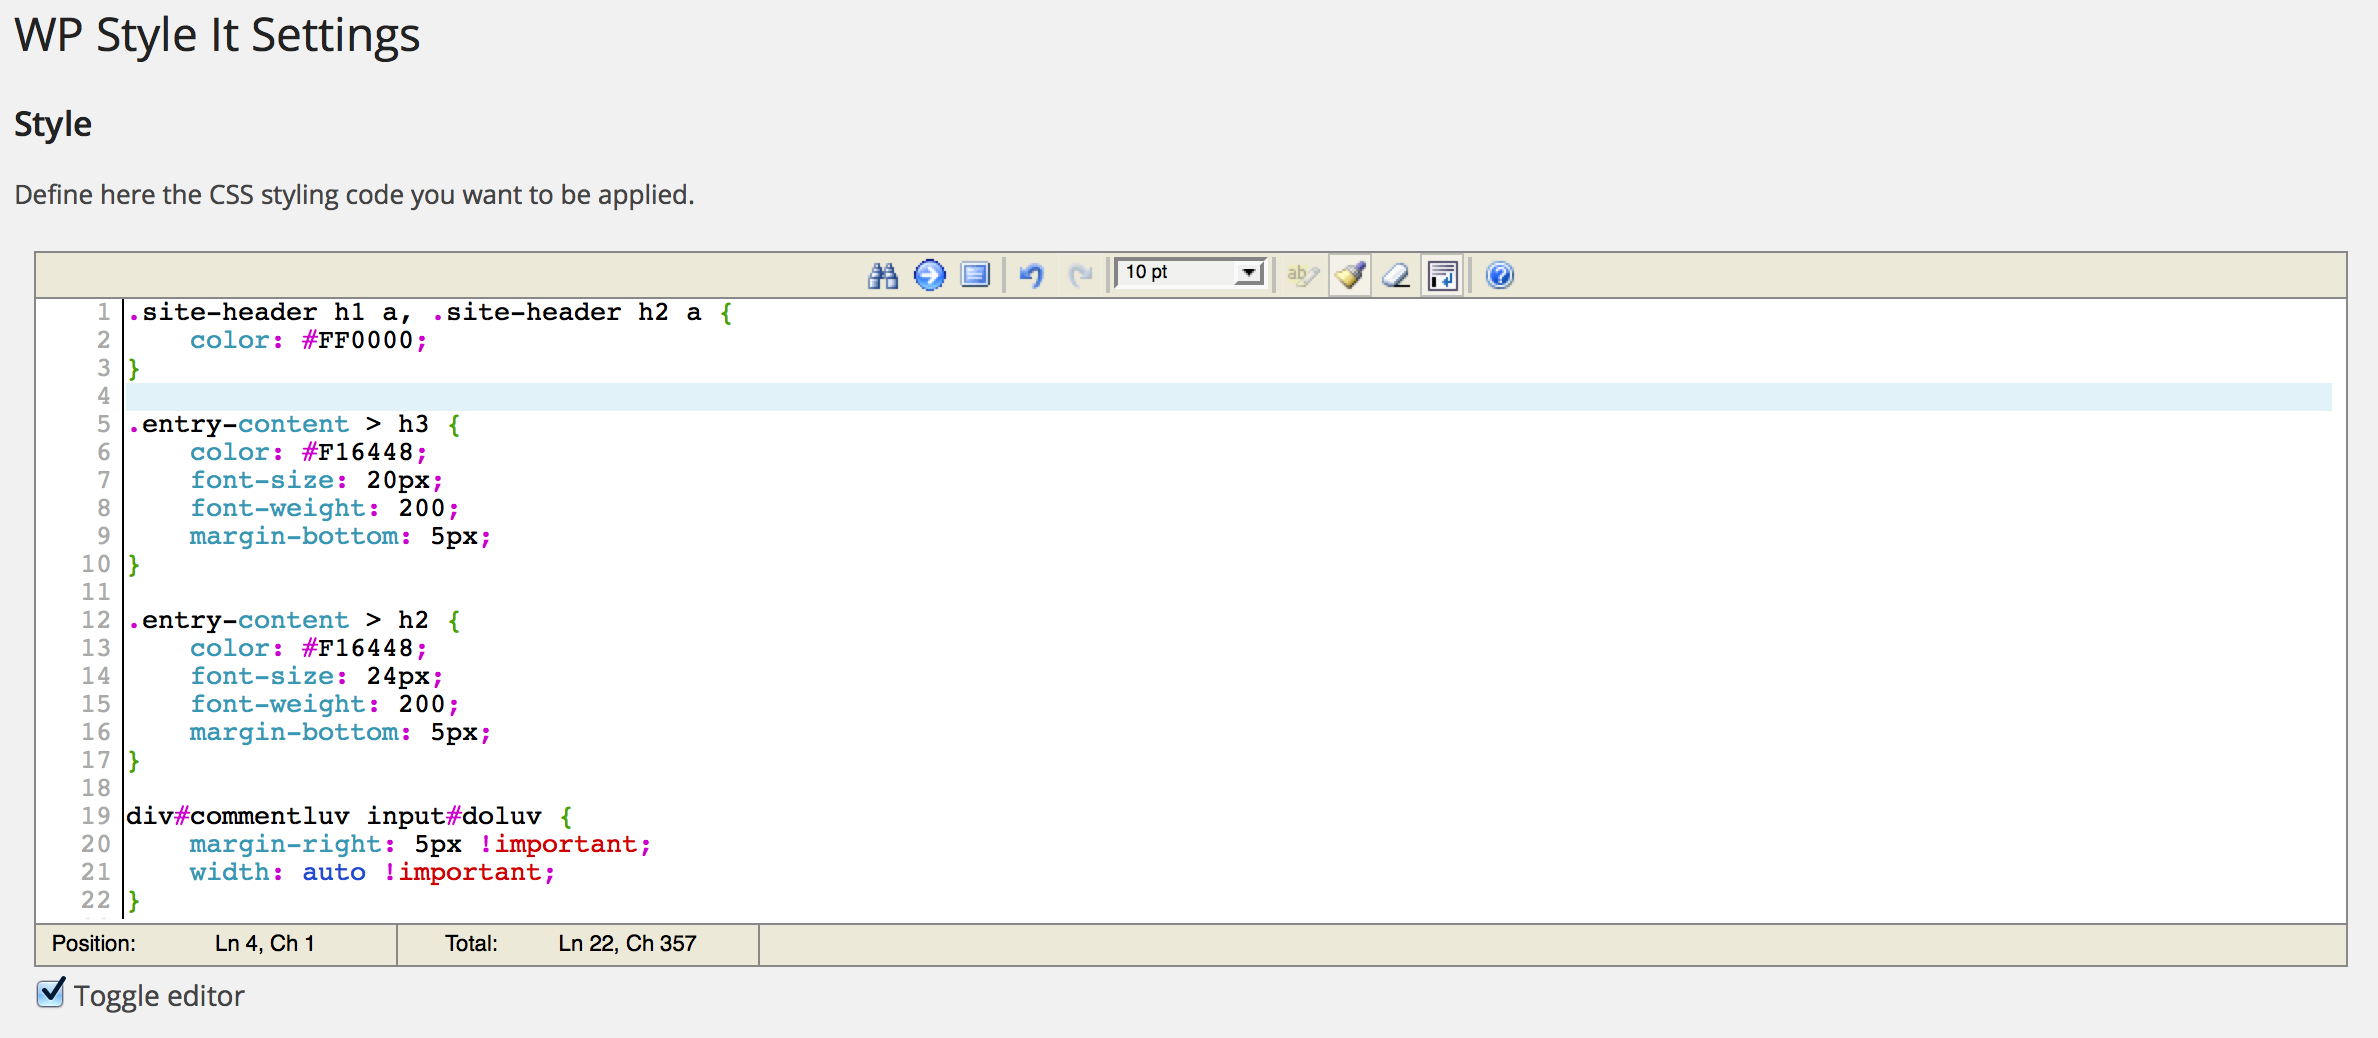 WP Style It Settings
Style
Define here the CSS styling code you want to be applied.
10 pt
1 .site-header h1 a, .site-header h2 a {
2     color: #FF0000;
3 }
4
5 .entry-content > h3 {
6     color: #F16448;
7     font-size: 20px;
8     font-weight: 200;
9     margin-bottom: 5px;
10 }
11
12 .entry-content > h2 {
13     color: #F16448;
14     font-size: 24px;
15     font-weight: 200;
16     margin-bottom: 5px;
17 }
18
19 div#commentluv input#doluv {
20     margin-right: 5px !important;
21     width: auto !important;
22 }
Position: Ln 4, Ch 1 Total: Ln 22, Ch 357
Toggle editor